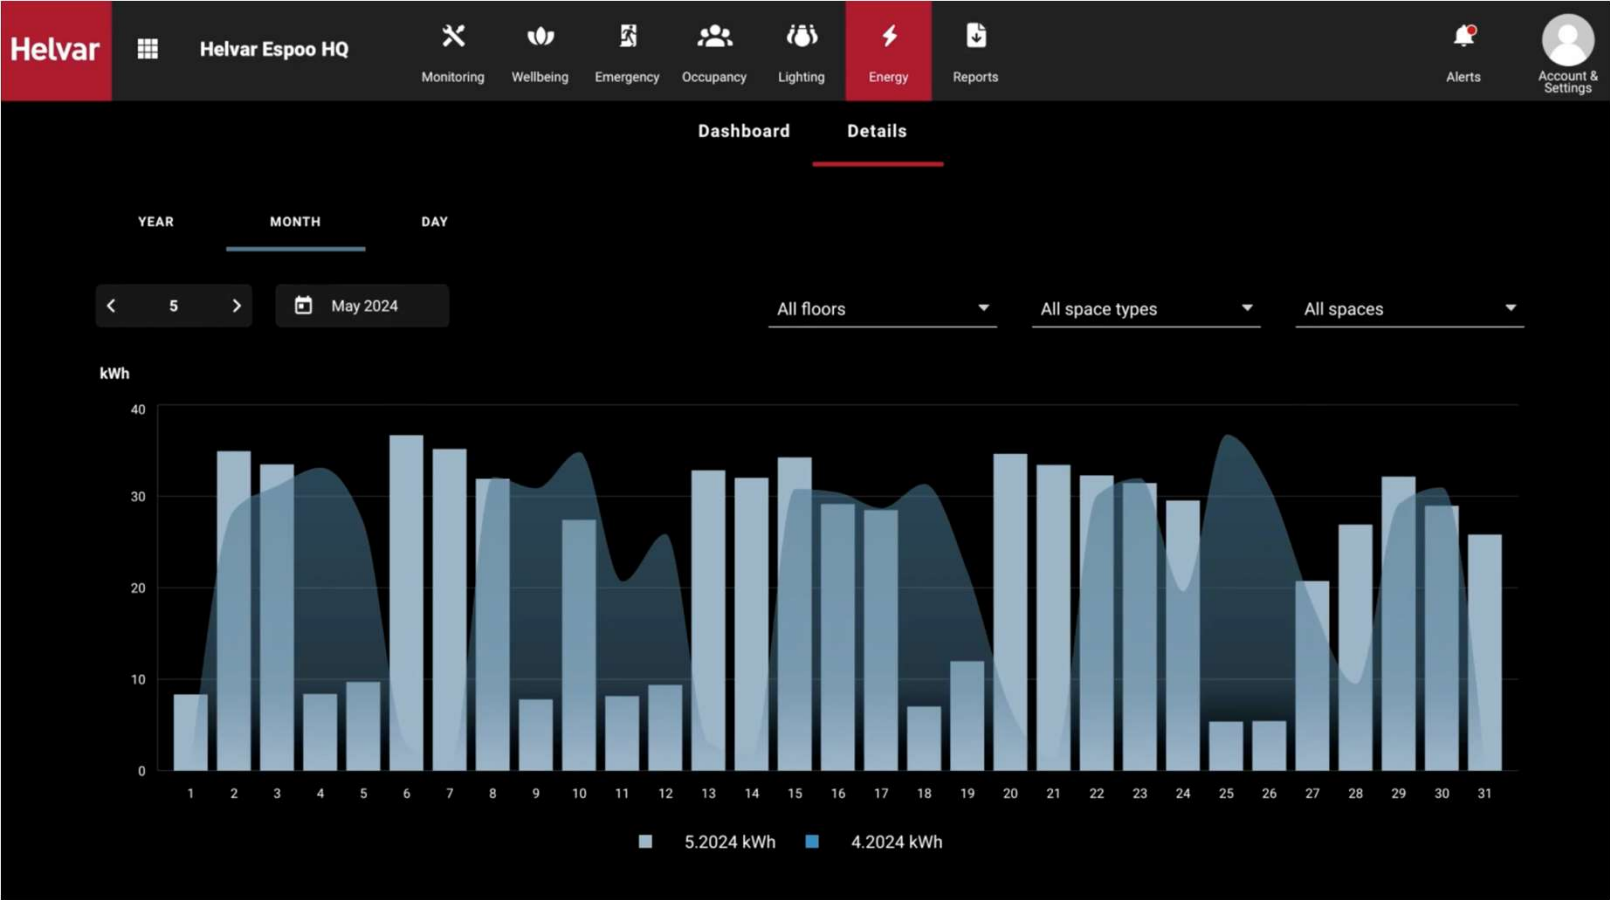 Helvar
Helvar Espoo HQ
Monitoring
Wellbeing
Emergency
Occupancy
Lighting
Energy
Reports
Alerts
Account &
Settings
Dashboard
Details
YEAR
MONTH
DAY
5
May 2024
All floors
All space types
All spaces
kWh
40
30
20
10
0
1 2 3 4 5 6 7 8 9 10 11 12 13 14 15 16 17 18 19 20 21 22 23 24 25 26 27 28 29 30 31
5.2024 kWh
4.2024 kWh